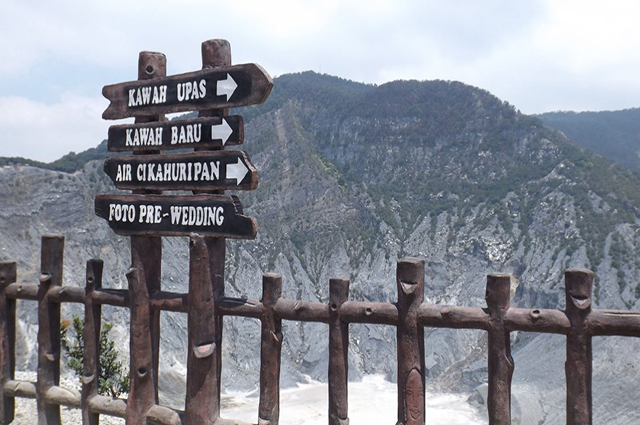 KAWAH UPAS
KAWAH BARU
AIR CIKAHURIPAN
FOTO PRE-WEDDING